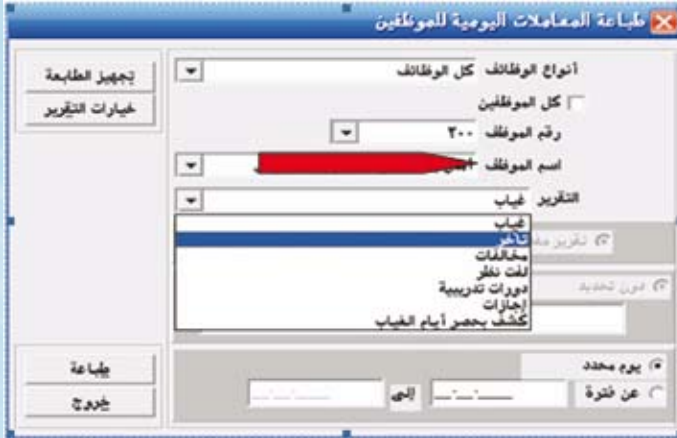 طباعة المعاملات اليومية للموظفين
أنواع الوظائف كل الوظائف
كل الموظفين
رقم الموظف ٢٠٠
اسم الموظف
التقرير غياب
غياب
تأخر
مخالفات
لفت نظر
دورات تدريبية
إجازات
كشف بحصر أيام الغياب
تقرير
دون تحديد
يوم محدد
عن فترة
إلى
تجهيز الطابعة
خيارات التقرير
طباعة
خروج